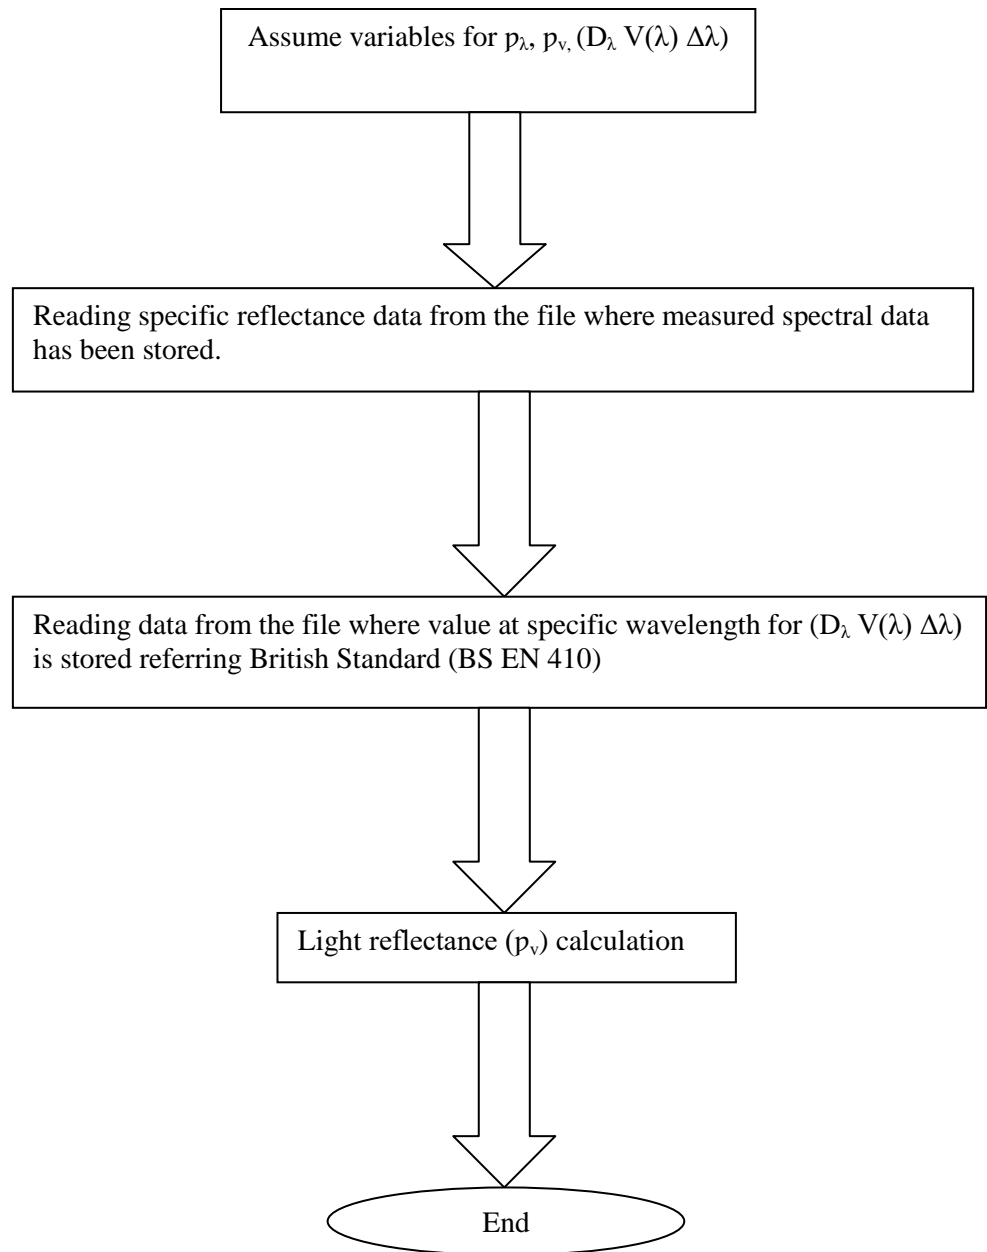 Assume variables for pλ, pv, (Dλ V(λ) Δλ)
Reading specific reflectance data from the file where measured spectral data
has been stored.
Reading data from the file where value at specific wavelength for (Dλ V(λ) Δλ)
is stored referring British Standard (BS EN 410)
Light reflectance (pv) calculation
End